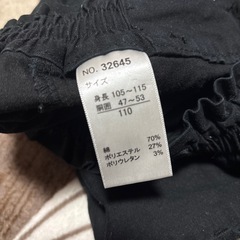 NO. 32645
サイズ
身長 105～115
胴囲 47～53
110
綿 70%
ポリエステル 27%
ポリウレタン 3%